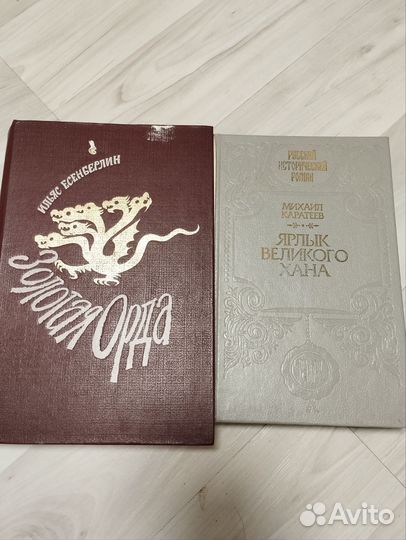 ИЛЬЯС ЕСЕНБЕРЛИН
ЗОЛОТАЯ ОРДА
РУССКИЙ
ИСТОРИЧЕСКИЙ
РОМАН
МИХАИЛ
КАРАТЕЕВ
ЯРЛЫК
ВЕЛИКОГО
ХАНА
Avito